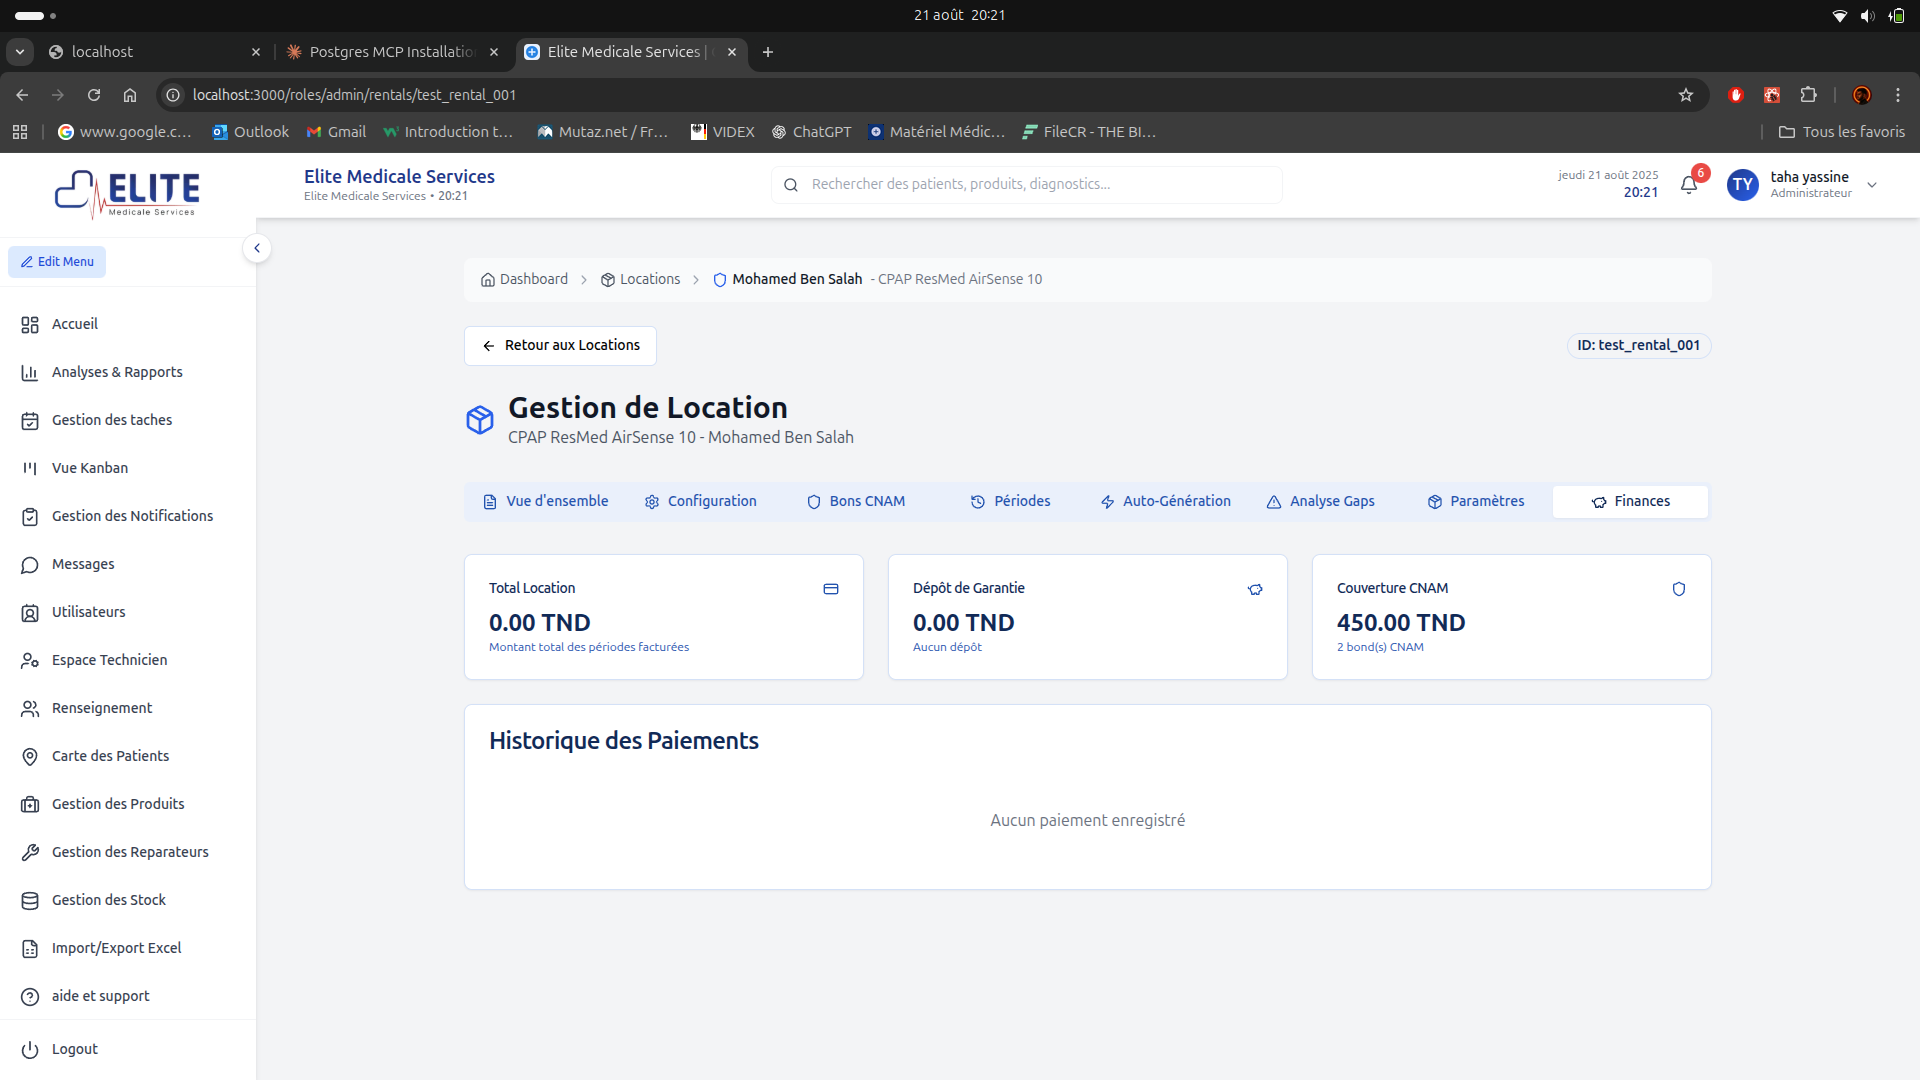 21 août 20:21
localhost
Postgres MCP Installatio
Elite Medicale Services |
localhost:3000/roles/admin/rentals/test_rental_001
www.google.c...
Outlook
Gmail
Introduction t...
Mutaz.net / Fr...
VIDEX
ChatGPT
Matériel Médic...
FileCR - THE BI...
Tous les favoris
ELITE
Medicale Services
Elite Medicale Services
Elite Medicale Services • 20:21
Rechercher des patients, produits, diagnostics...
jeudi 21 août 2025
20:21
6
TY
taha yassine
Administrateur
Edit Menu
Accueil
Analyses & Rapports
Gestion des taches
Vue Kanban
Gestion des Notifications
Messages
Utilisateurs
Espace Technicien
Renseignement
Carte des Patients
Gestion des Produits
Gestion des Reparateurs
Gestion des Stock
Import/Export Excel
aide et support
Logout
Dashboard
Locations
Mohamed Ben Salah - CPAP ResMed AirSense 10
Retour aux Locations
ID: test_rental_001
Gestion de Location
CPAP ResMed AirSense 10 - Mohamed Ben Salah
Vue d'ensemble
Configuration
Bons CNAM
Périodes
Auto-Génération
Analyse Gaps
Paramètres
Finances
Total Location
0.00 TND
Montant total des périodes facturées
Dépôt de Garantie
0.00 TND
Aucun dépôt
Couverture CNAM
450.00 TND
2 bond(s) CNAM
Historique des Paiements
Aucun paiement enregistré